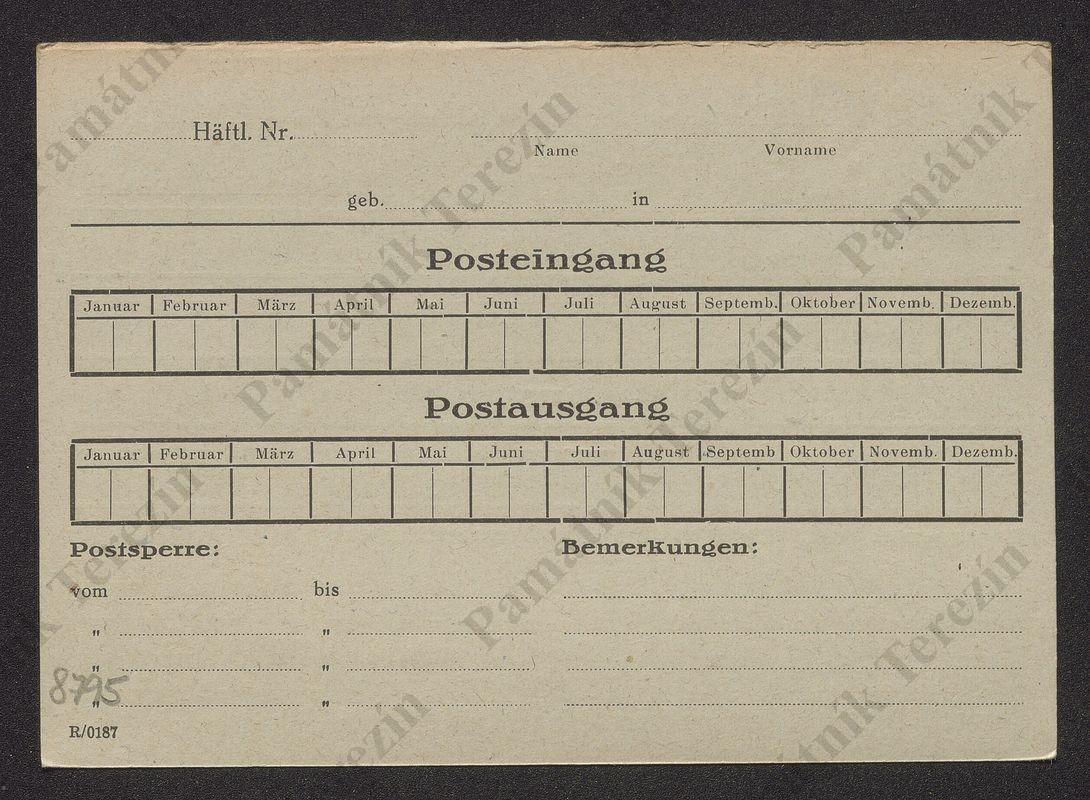 Häftl. Nr.
Name Vorname
geb. in
Posteingang
Januar Februar März April Mai Juni Juli August Septemb. Oktober Novemb. Dezemb.
Postausgang
Januar Februar März April Mai Juni Juli August Septemb Oktober Novemb. Dezemb.
Postsperre: Bemerkungen:
vom bis
" "
" "
" "
8795
R/0187
Památník Terezín